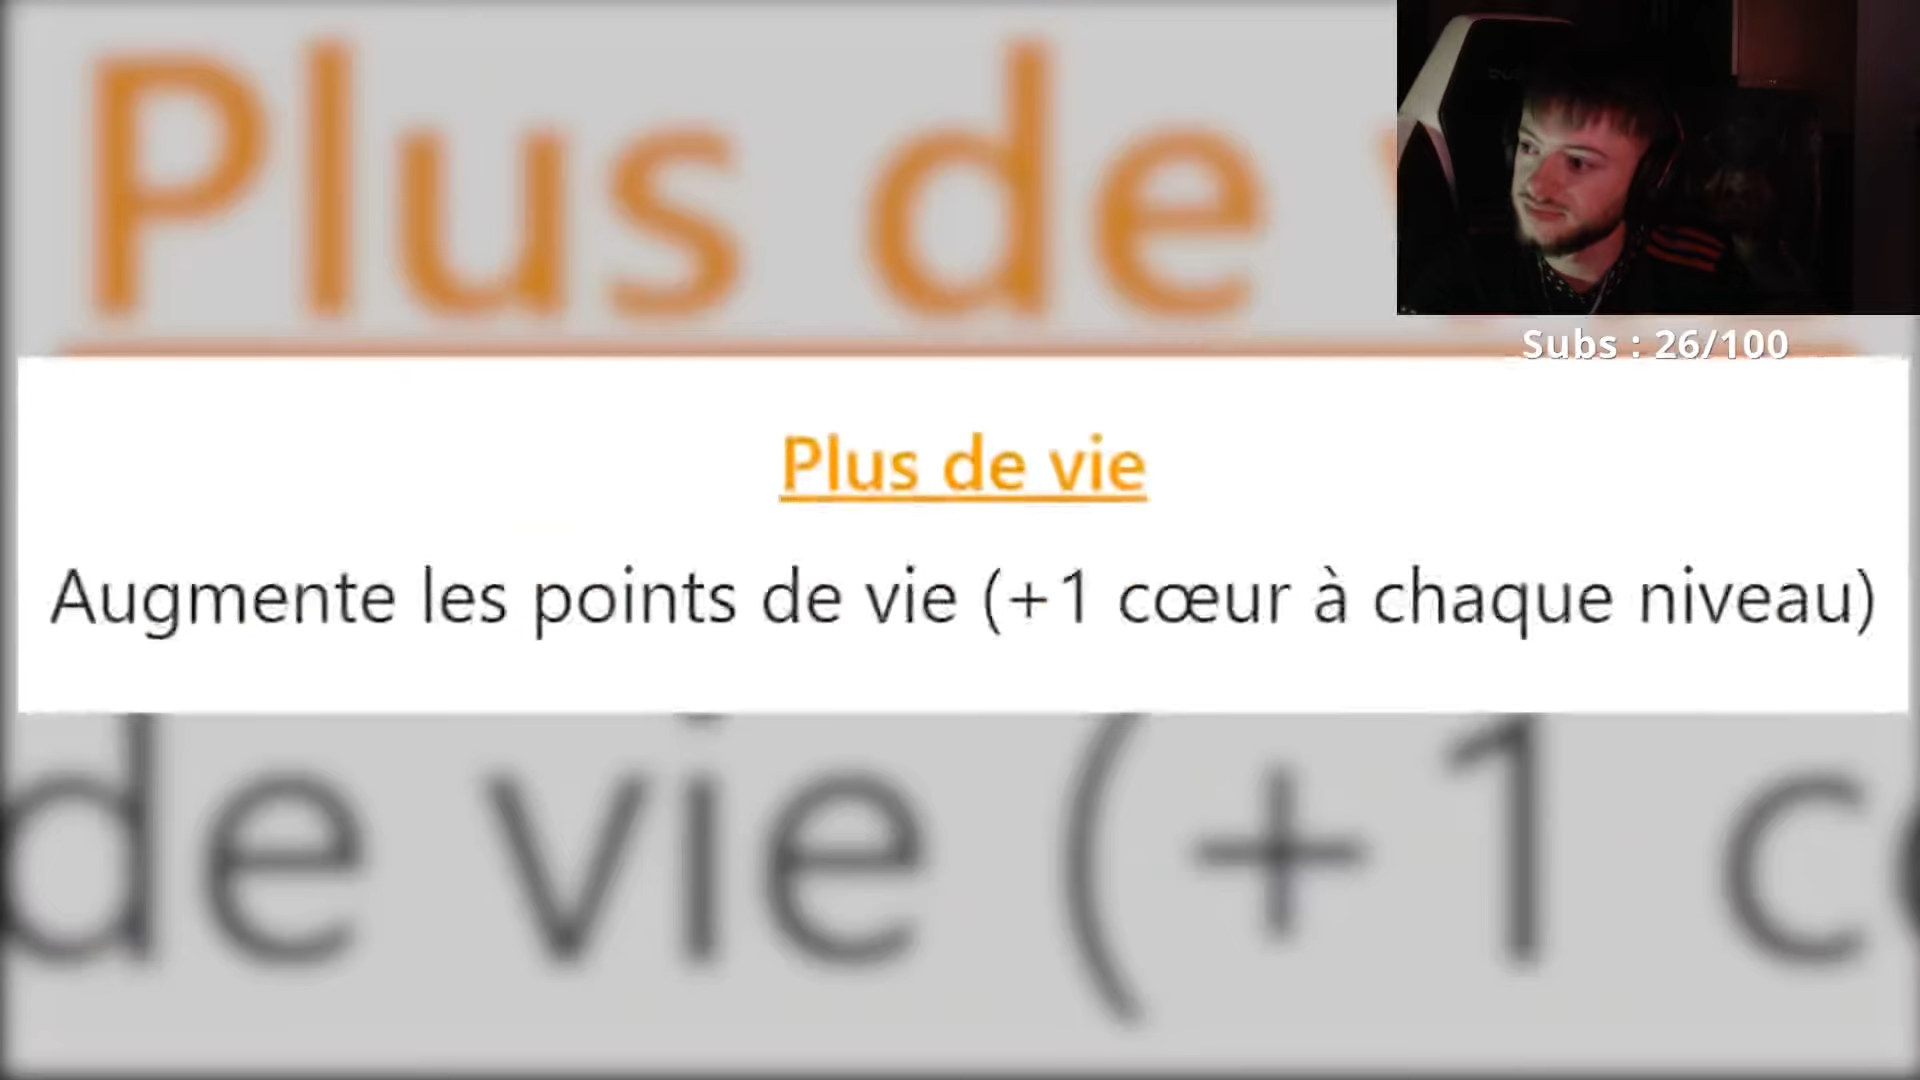 Plus de
Subs : 26/100
Plus de vie
Augmente les points de vie (+1 cœur à chaque niveau)
de vie (+1 c